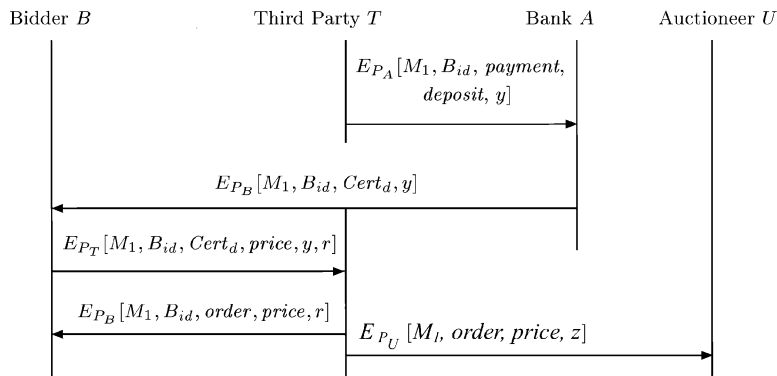 Bidder B Third Party T Bank A Auctioneer U
E_{P_A}[M_1, B_{id}, payment,
deposit, y]
E_{P_B}[M_1, B_{id}, Cert_d, y]
E_{P_T}[M_1, B_{id}, Cert_d, price, y, r]
E_{P_B}[M_1, B_{id}, order, price, r]
E_{P_U} [M_l, order, price, z]